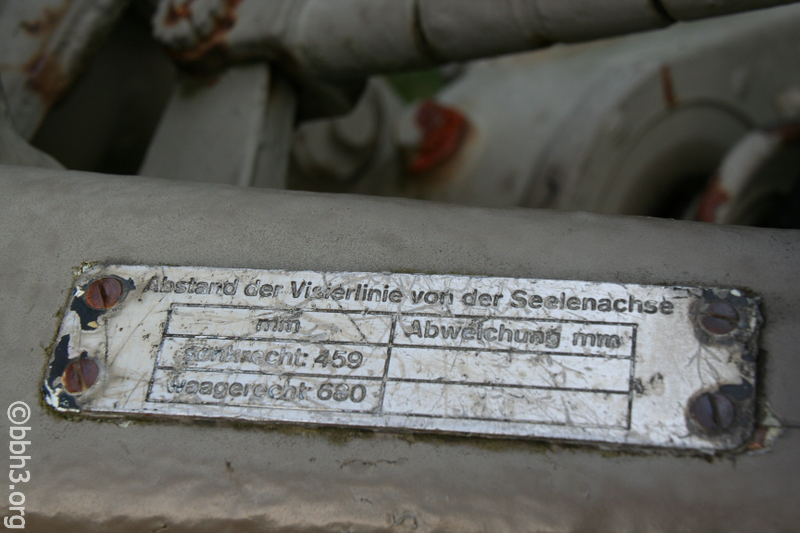 Abstand der Visierlinie von der Seelenachse
mm Abweichung mm
senkrecht: 459
waagerecht: 680
©bbh3.org